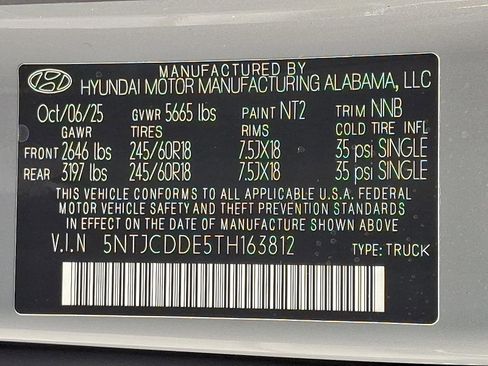 MANUFACTURED BY
HYUNDAI MOTOR MANUFACTURING ALABAMA, LLC
Oct/06/25 GVWR 5665 lbs PAINT NT2 TRIM NNB
GAWR TIRES RIMS COLD TIRE INFL
FRONT 2646 lbs 245/60R18 7.5JX18 35 psi SINGLE
REAR 3197 lbs 245/60R18 7.5JX18 35 psi SINGLE
THIS VEHICLE CONFORMS TO ALL APPLICABLE U.S.A. FEDERAL
MOTOR VEHICLE SAFETY AND THEFT PREVENTION STANDARDS
IN EFFECT ON THE DATE OF MANUFACTURE SHOWN ABOVE
V.I.N 5NTJCDDE5TH163812 TYPE: TRUCK